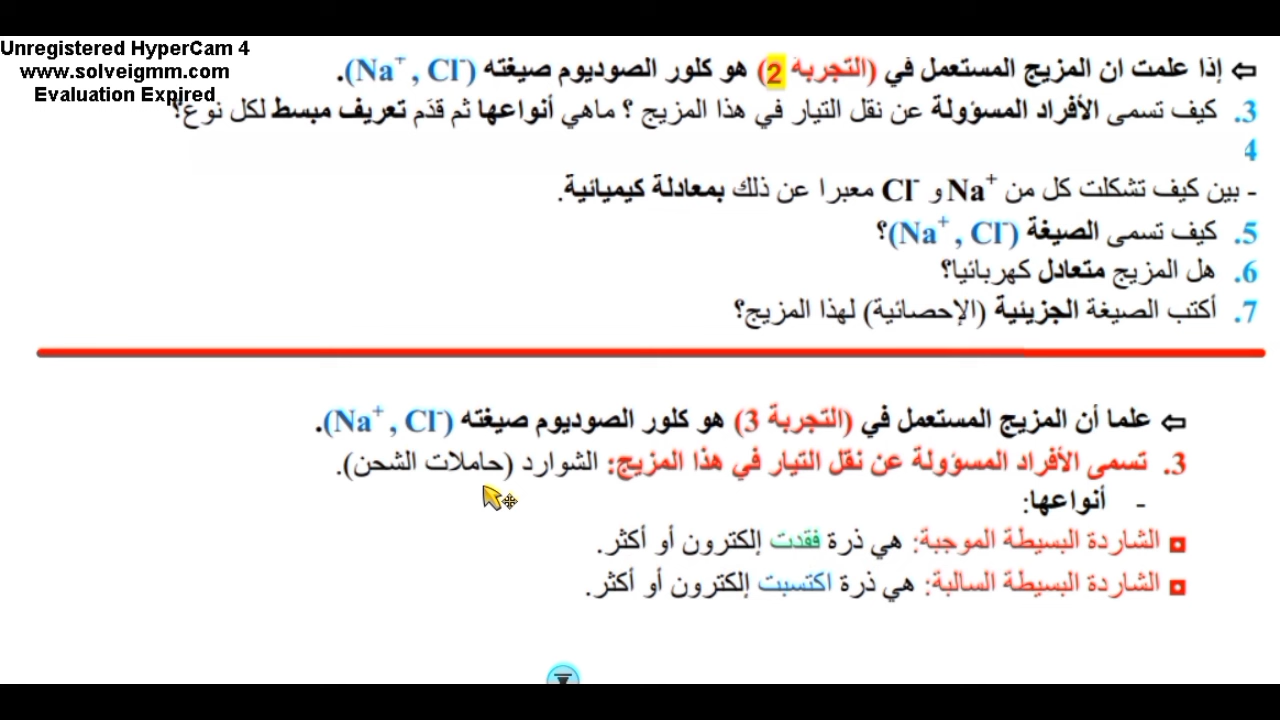 Unregistered HyperCam 4
www.solveigmm.com
Evaluation Expired
⇦ إذا علمت ان المزيج المستعمل في (التجربة 2) هو كلور الصوديوم صيغته (Na⁺ , Cl⁻).
3. كيف تسمى الأفراد المسؤولة عن نقل التيار في هذا المزيج ؟ ماهي أنواعها ثم قدّم تعريف مبسط لكل نوع؟
4
- بين كيف تشكلت كل من Na⁺ و Cl⁻ معبرا عن ذلك بمعادلة كيميائية.
5. كيف تسمى الصيغة (Na⁺ , Cl⁻)؟
6. هل المزيج متعادل كهربائيا؟
7. أكتب الصيغة الجزيئية (الإحصائية) لهذا المزيج؟
⇦ علما أن المزيج المستعمل في (التجربة 3) هو كلور الصوديوم صيغته (Na⁺ , Cl⁻).
3. تسمى الأفراد المسؤولة عن نقل التيار في هذا المزيج: الشوارد (حاملات الشحن).
- أنواعها:
الشاردة البسيطة الموجبة: هي ذرة فقدت إلكترون أو أكثر.
الشاردة البسيطة السالبة: هي ذرة اكتسبت إلكترون أو أكثر.